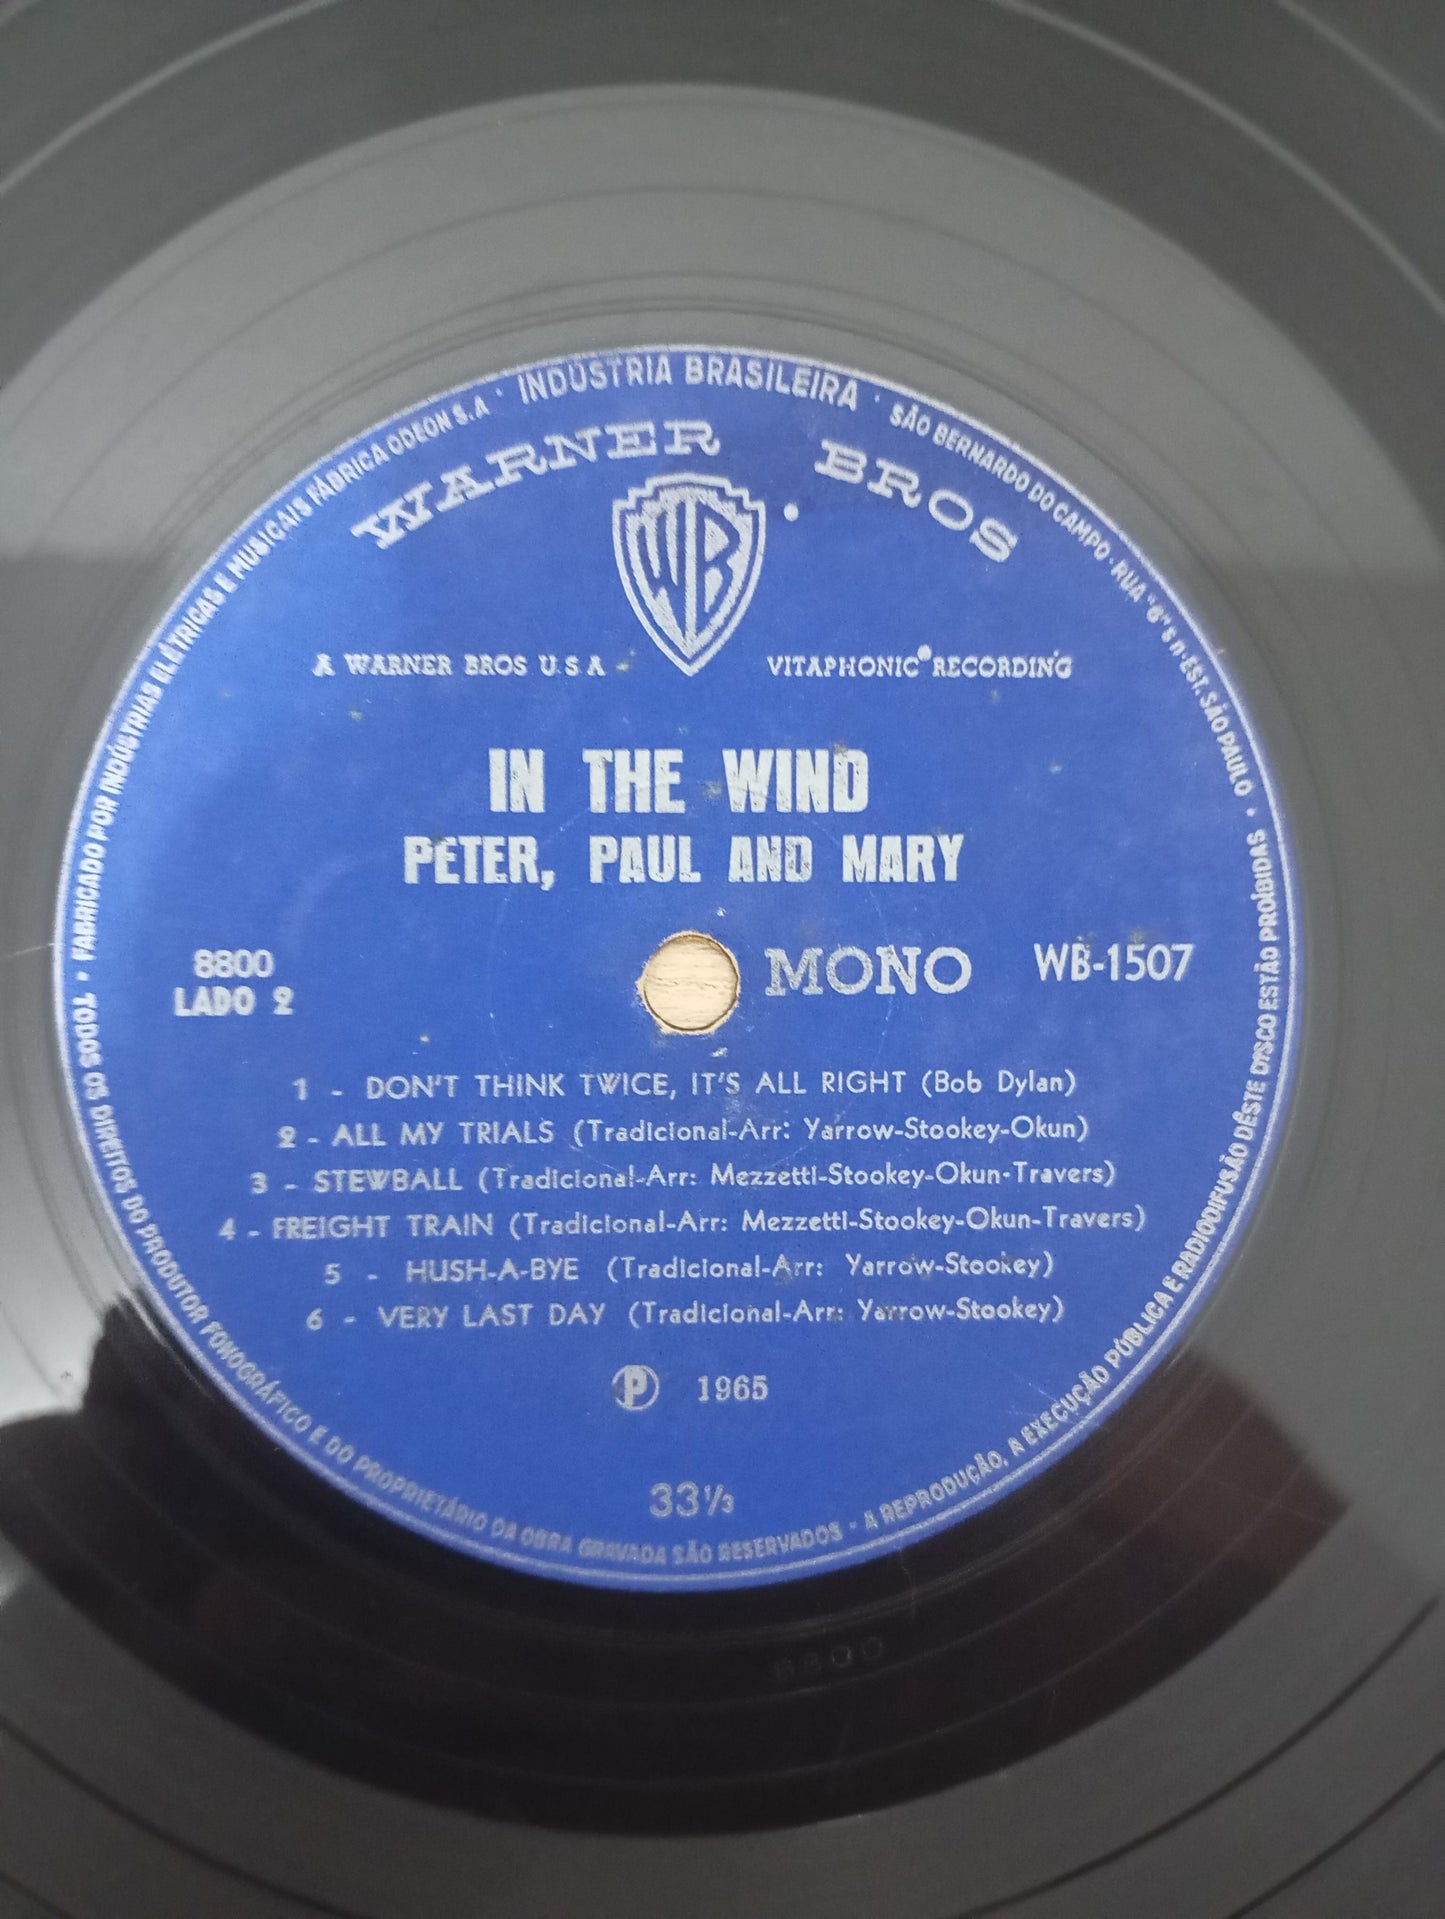 • FABRICADO POR INDÚSTRIAS ELÉTRICAS E MUSICAIS FÁBRICA ODEON S.A • INDÚSTRIA BRASILEIRA • SÃO BERNARDO DO CAMPO • RUA "6" s n • EST. SÃO PAULO •
WARNER BROS
WB
A WARNER BROS U.S A
VITAPHONIC RECORDING
IN THE WIND
PETER, PAUL AND MARY
8800
LADO 2
MONO
WB-1507
1 - DON'T THINK TWICE, IT'S ALL RIGHT (Bob Dylan)
2 - ALL MY TRIALS (Tradicional-Arr: Yarrow-Stookey-Okun)
3 - STEWBALL (Tradicional-Arr: Mezzetti-Stookey-Okun-Travers)
4 - FREIGHT TRAIN (Tradicional-Arr: Mezzetti-Stookey-Okun-Travers)
5 - HUSH-A-BYE (Tradicional-Arr: Yarrow-Stookey)
6 - VERY LAST DAY (Tradicional-Arr: Yarrow-Stookey)
Ⓟ 1965
33⅓
TODOS OS DIREITOS DO PRODUTOR FONOGRÁFICO E DO PROPRIETÁRIO DA OBRA GRAVADA SÃO RESERVADOS - A REPRODUÇÃO, A EXECUÇÃO PÚBLICA E RADIODIFUSÃO DÊSTE DISCO ESTÃO PROÍBIDAS
8800